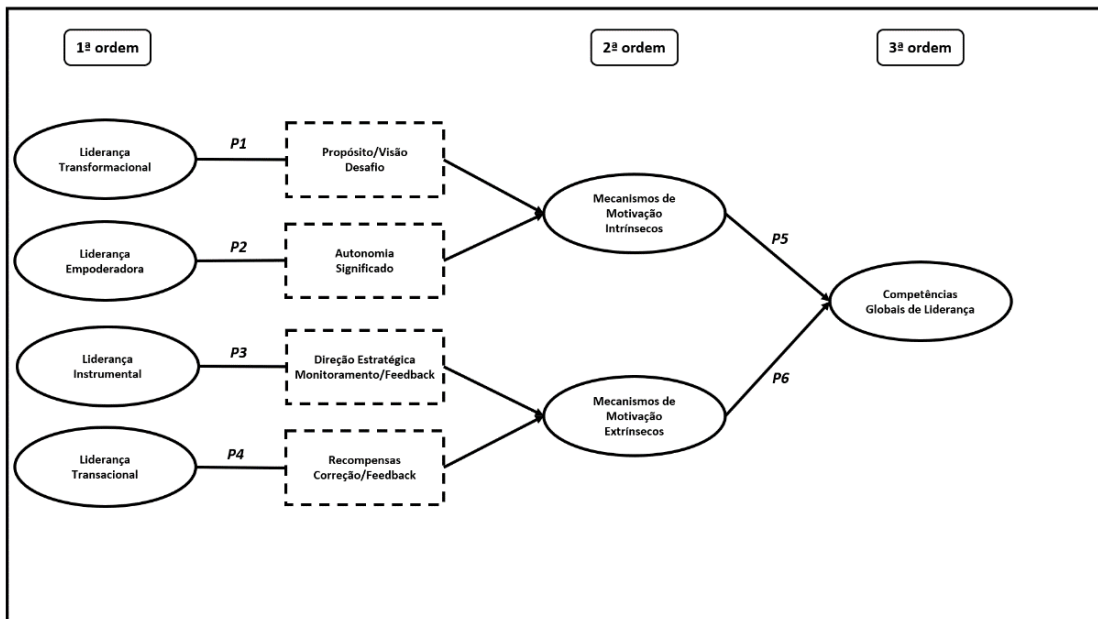 1ª ordem
2ª ordem
3ª ordem
Liderança
Transformacional
P1
Propósito/Visão
Desafio
Liderança
Empoderadora
P2
Autonomia
Significado
Mecanismos de
Motivação
Intrínsecos
P5
Liderança
Instrumental
P3
Direção Estratégica
Monitoramento/Feedback
Liderança
Transacional
P4
Recompensas
Correção/Feedback
Mecanismos de
Motivação
Extrínsecos
P6
Competências
Globais de Liderança